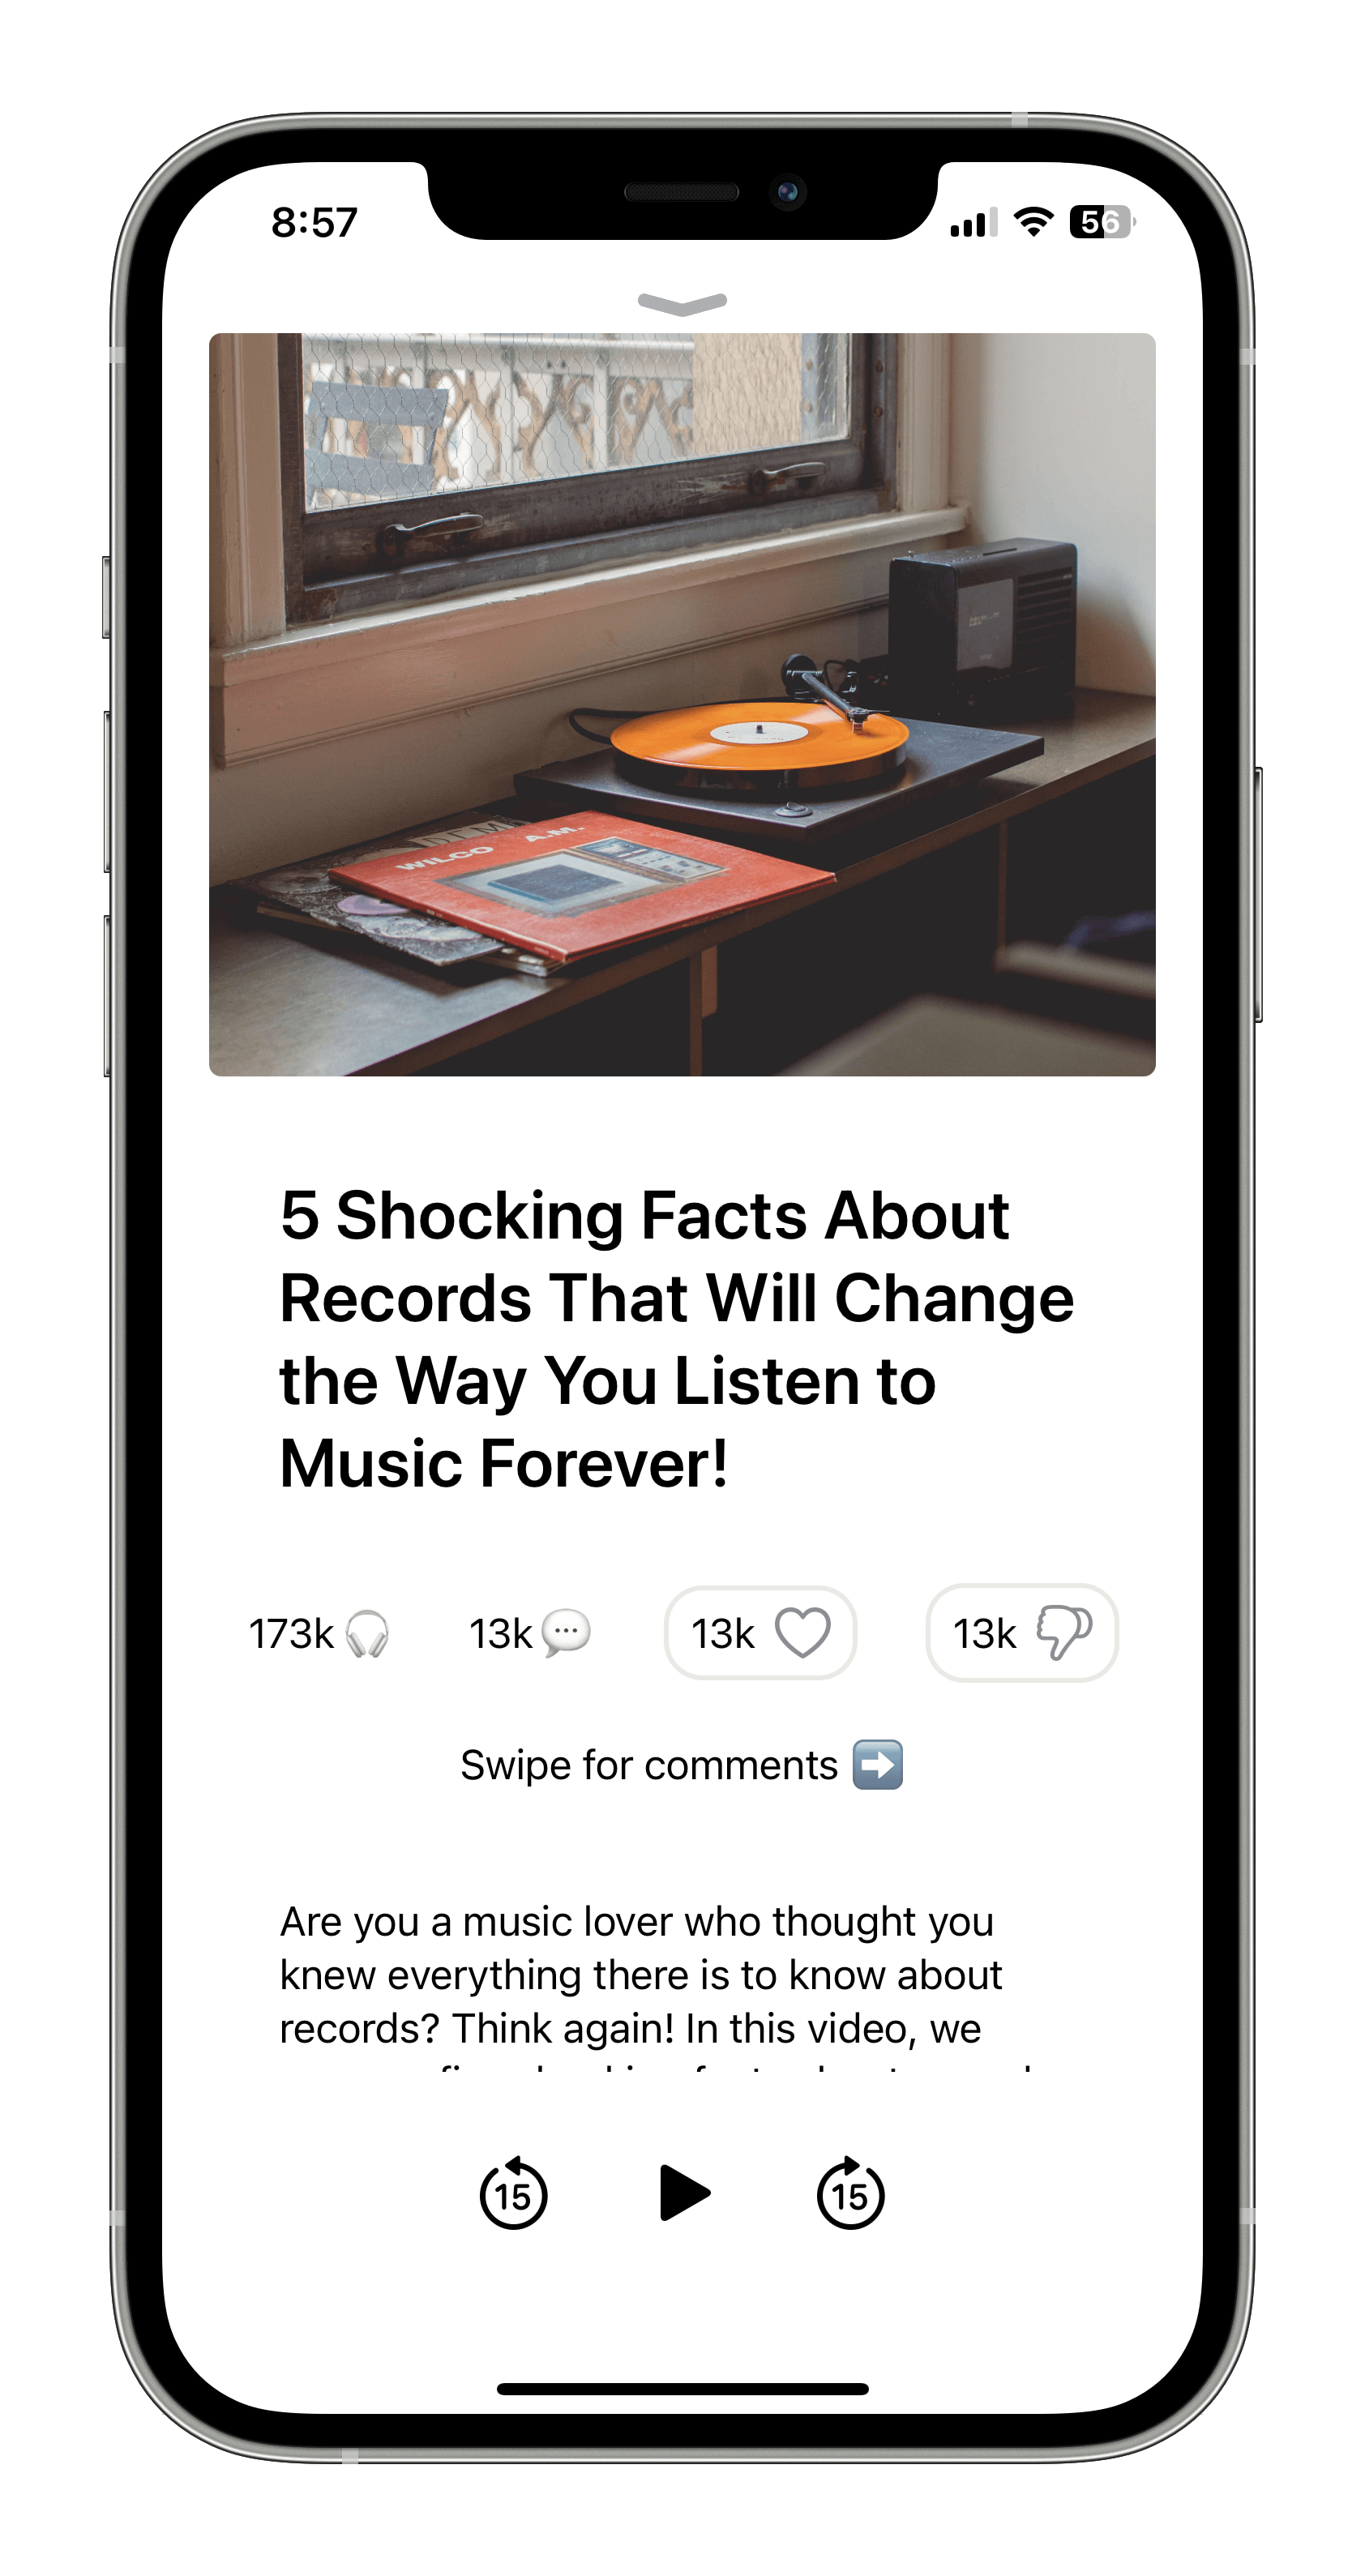 8:57
56
WILCO A.M.
5 Shocking Facts About
Records That Will Change
the Way You Listen to
Music Forever!
173k 13k 13k 13k
Swipe for comments ➡️
Are you a music lover who thought you
knew everything there is to know about
records? Think again! In this video, we
15 15